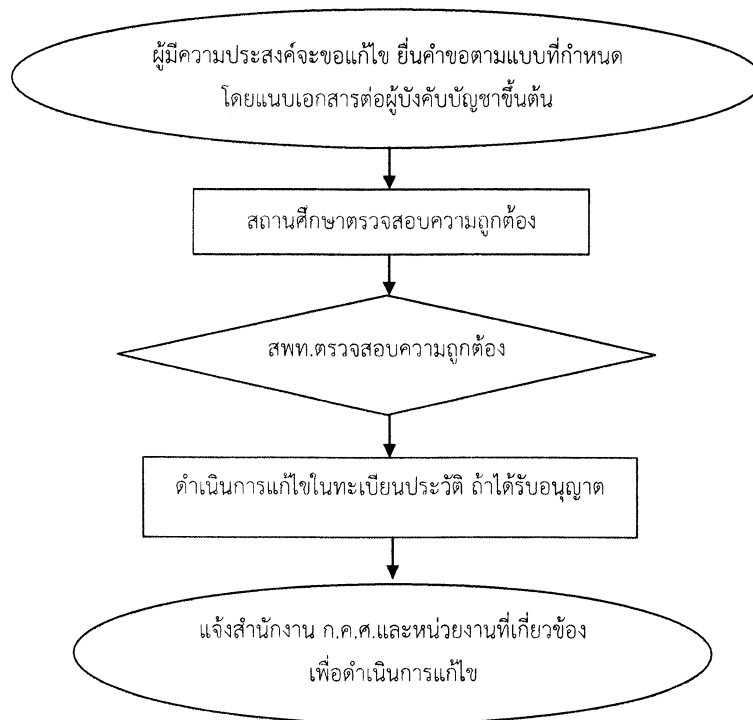 ผู้มีความประสงค์จะขอแก้ไข ยื่นคำขอตามแบบที่กำหนด
โดยแนบเอกสารต่อผู้บังคับบัญชาขึ้นต้น
สถานศึกษาตรวจสอบความถูกต้อง
สพท.ตรวจสอบความถูกต้อง
ดำเนินการแก้ไขในทะเบียนประวัติ ถ้าได้รับอนุญาต
แจ้งสำนักงาน ก.ค.ศ.และหน่วยงานที่เกี่ยวข้อง
เพื่อดำเนินการแก้ไข